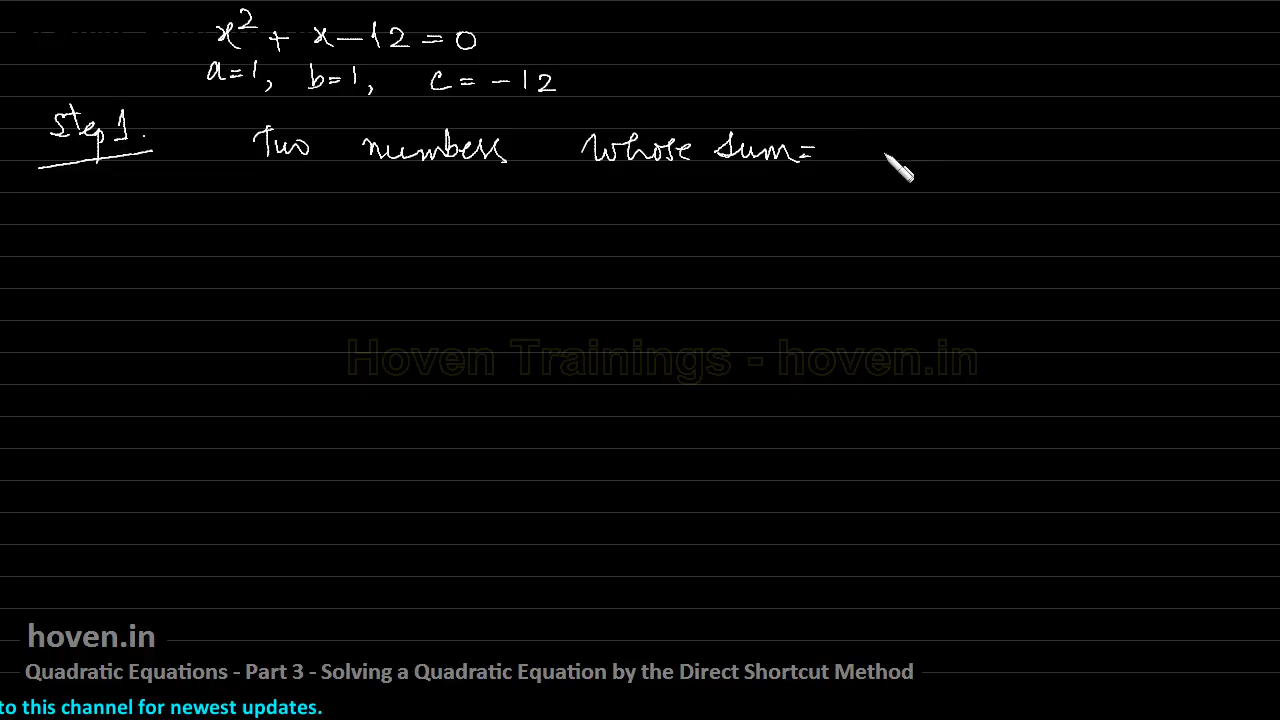 x² + x - 12 = 0
a=1, b=1, c = -12
Step 1. Two numbers whose sum=
Hoven Trainings - hoven.in
hoven.in
Quadratic Equations - Part 3 - Solving a Quadratic Equation by the Direct Shortcut Method
to this channel for newest updates.